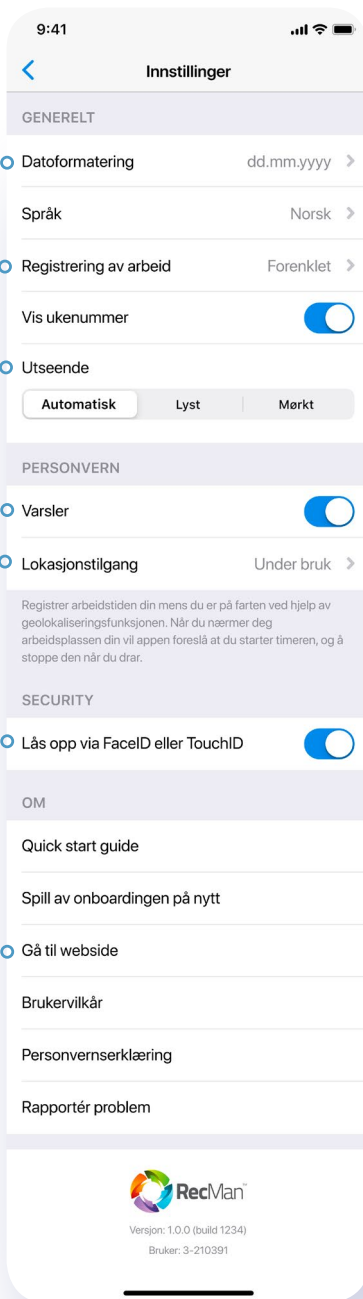 9:41
Innstillinger
GENERELT
Datoformatering dd.mm.yyyy
Språk Norsk
Registrering av arbeid Forenklet
Vis ukenummer
Utseende
Automatisk Lyst Mørkt
PERSONVERN
Varsler
Lokasjonstilgang Under bruk
Registrer arbeidstiden din mens du er på farten ved hjelp av
geolokaliseringsfunksjonen. Når du nærmer deg
arbeidsplassen din vil appen foreslå at du starter timeren, og å
stoppe den når du drar.
SECURITY
Lås opp via FaceID eller TouchID
OM
Quick start guide
Spill av onboardingen på nytt
Gå til webside
Brukervilkår
Personvernserklæring
Rapportér problem
RecMan™
Versjon: 1.0.0 (build 1234)
Bruker: 3-210391